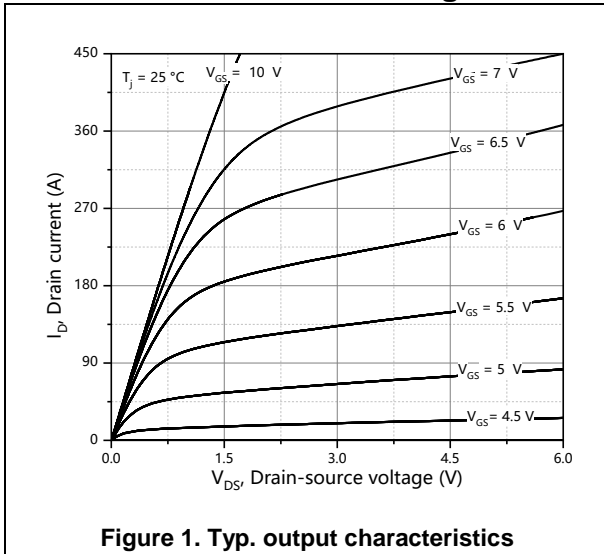 450
360
270
180
90
0
I_D, Drain current (A)
T_j = 25 °C
V_GS = 10 V
V_GS = 7 V
V_GS = 6.5 V
V_GS = 6 V
V_GS = 5.5 V
V_GS = 5 V
V_GS = 4.5 V
0.0 1.5 3.0 4.5 6.0
V_DS, Drain-source voltage (V)
Figure 1. Typ. output characteristics